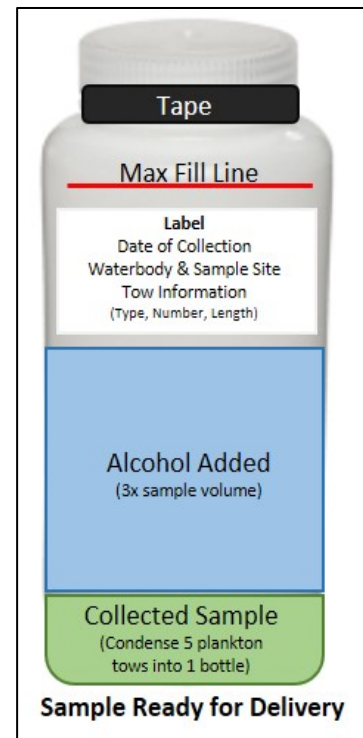 Tape
Max Fill Line
Label
Date of Collection
Waterbody & Sample Site
Tow Information
(Type, Number, Length)
Alcohol Added
(3x sample volume)
Collected Sample
(Condense 5 plankton
tows into 1 bottle)
Sample Ready for Delivery